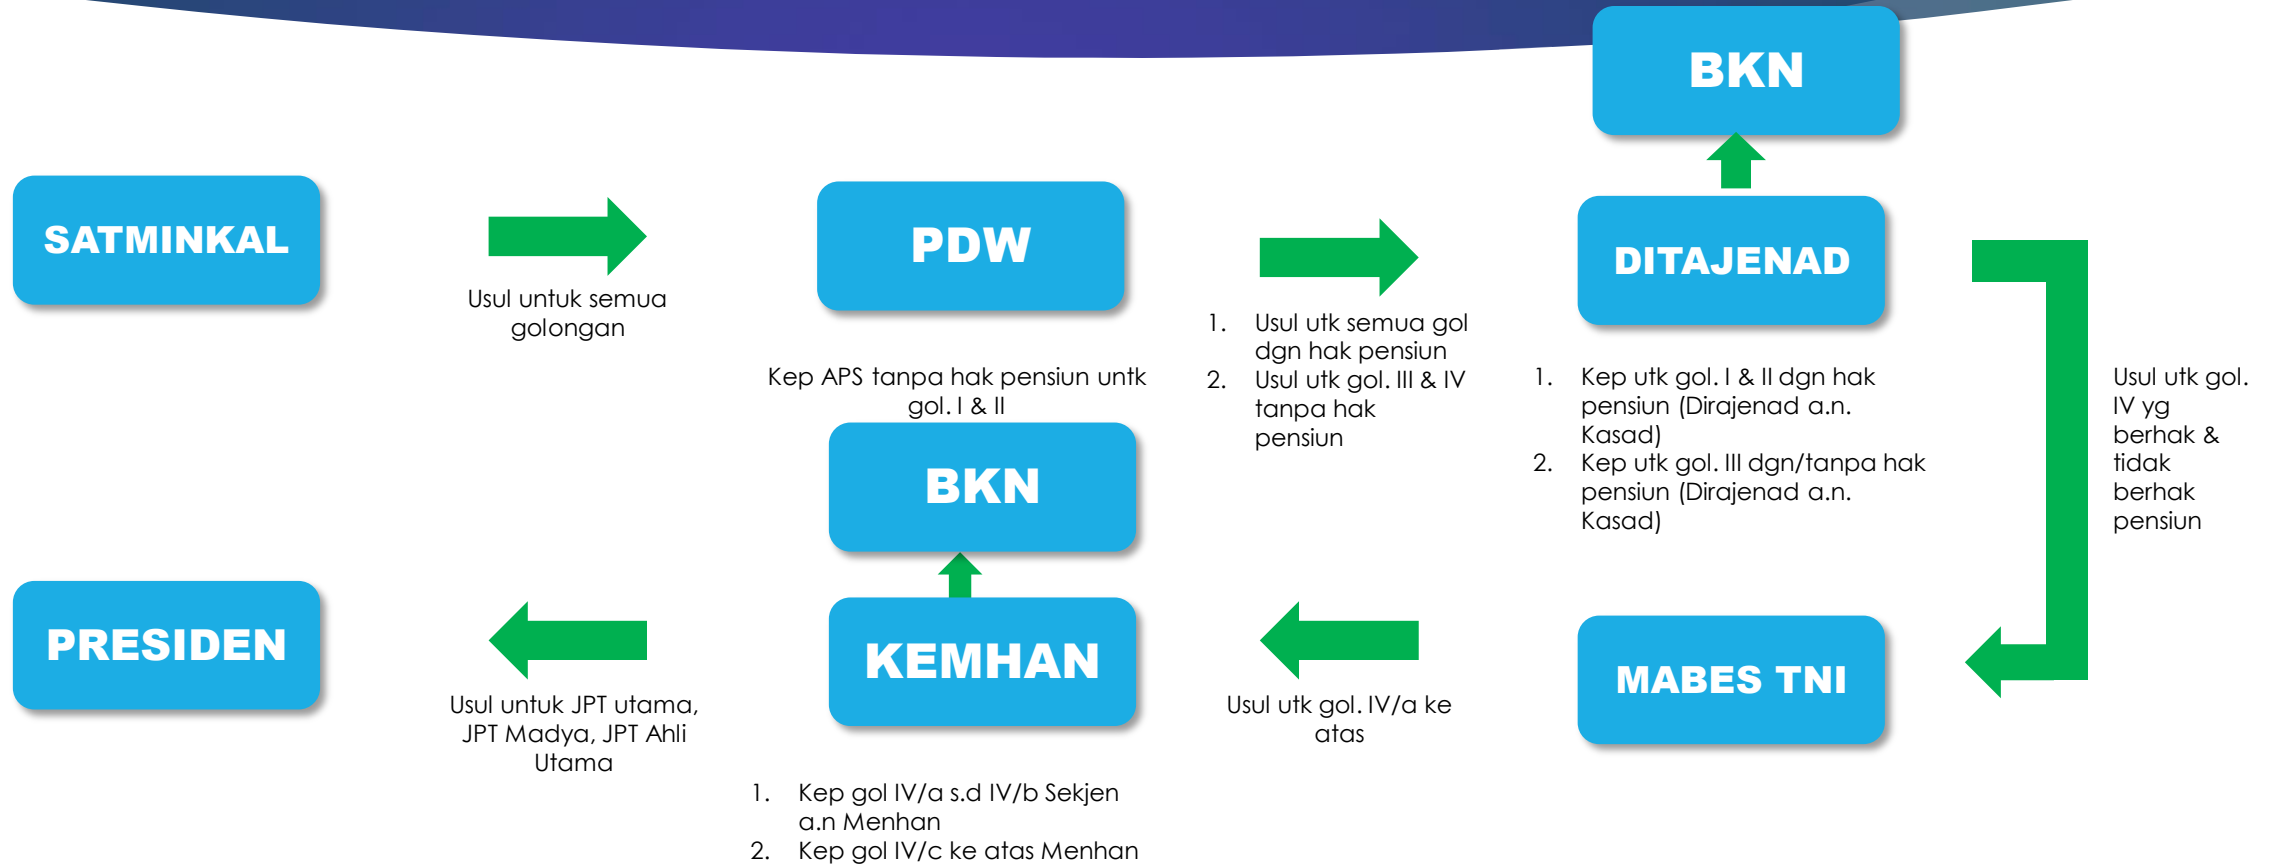 BKN
SATMINKAL
Usul untuk semua
golongan
PDW
Kep APS tanpa hak pensiun untk
gol. I & II
1. Usul utk semua gol
dgn hak pensiun
2. Usul utk gol. III & IV
tanpa hak
pensiun
DITAJENAD
1. Kep utk gol. I & II dgn hak
pensiun (Dirajenad a.n.
Kasad)
2. Kep utk gol. III dgn/tanpa hak
pensiun (Dirajenad a.n.
Kasad)
Usul utk gol.
IV yg
berhak &
tidak
berhak
pensiun
MABES TNI
Usul utk gol. IV/a ke
atas
BKN
KEMHAN
1. Kep gol IV/a s.d IV/b Sekjen
a.n Menhan
2. Kep gol IV/c ke atas Menhan
Usul untuk JPT utama,
JPT Madya, JPT Ahli
Utama
PRESIDEN